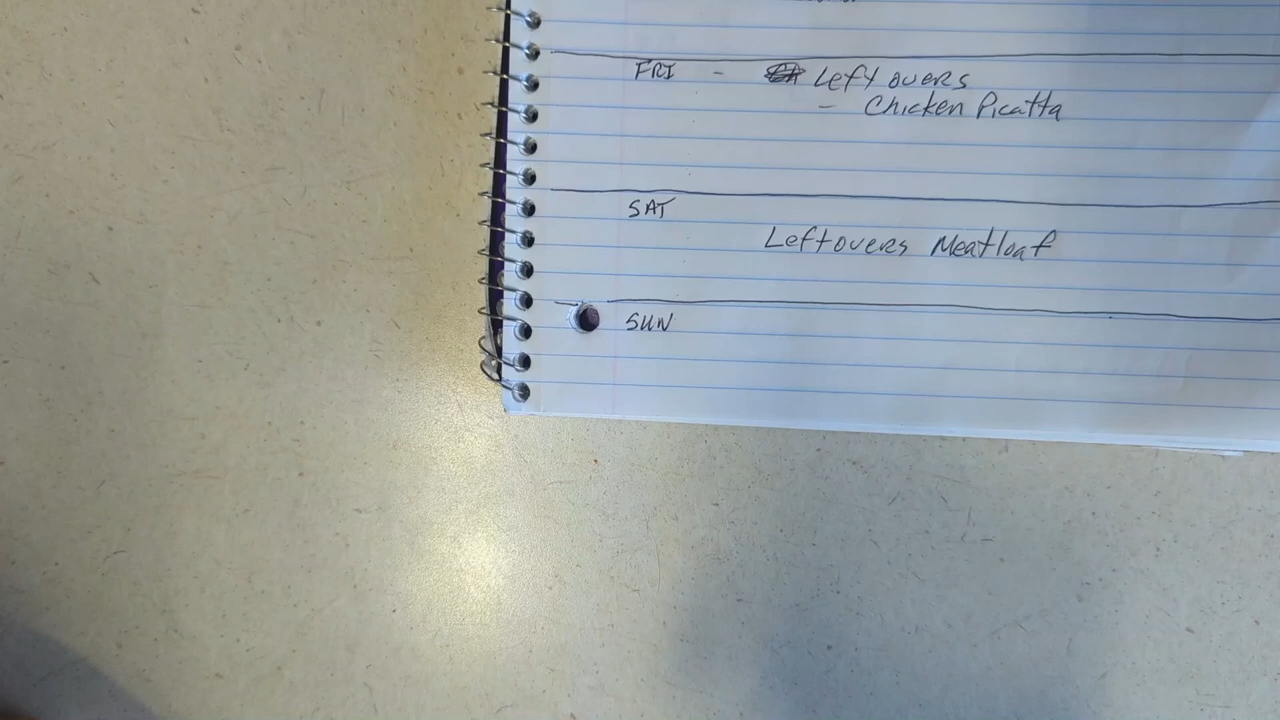 FRI - Leftovers
- Chicken Picatta
SAT
Leftovers Meatloaf
SUN